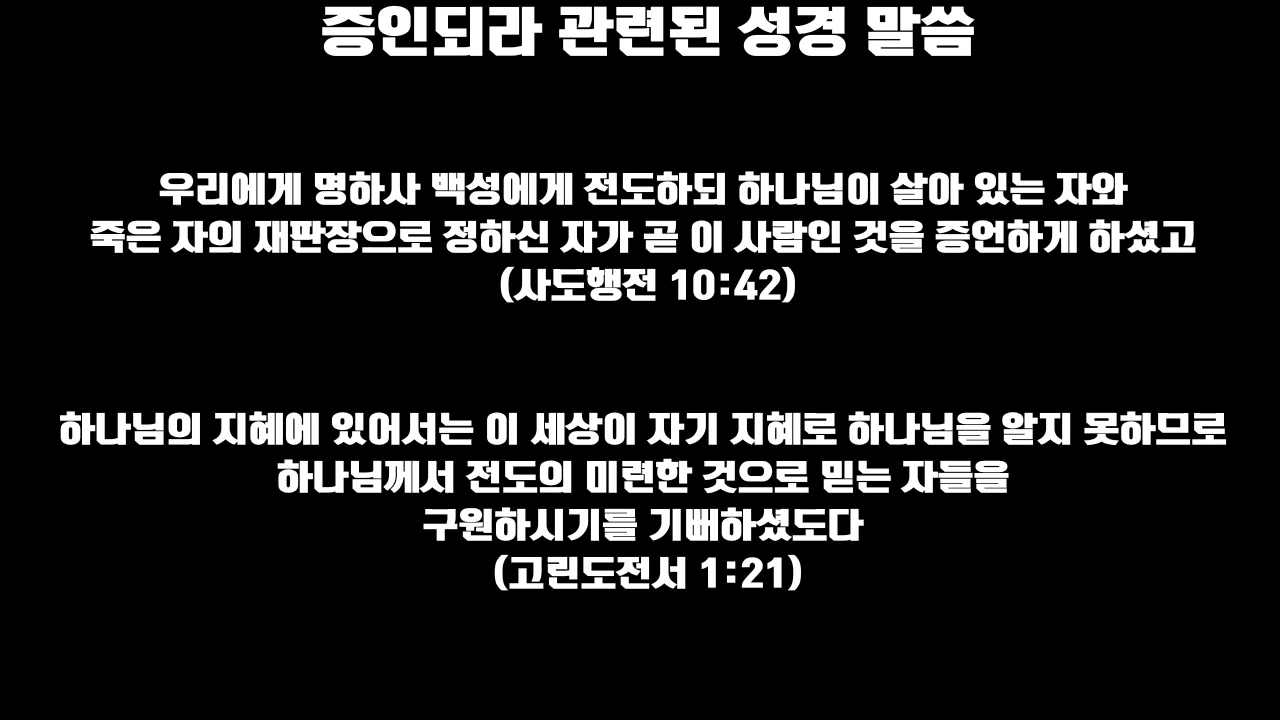 증인되라 관련된 성경 말씀
우리에게 명하사 백성에게 전도하되 하나님이 살아 있는 자와
죽은 자의 재판장으로 정하신 자가 곧 이 사람인 것을 증언하게 하셨고
(사도행전 10:42)
하나님의 지혜에 있어서는 이 세상이 자기 지혜로 하나님을 알지 못하므로
하나님께서 전도의 미련한 것으로 믿는 자들을
구원하시기를 기뻐하셨도다
(고린도전서 1:21)